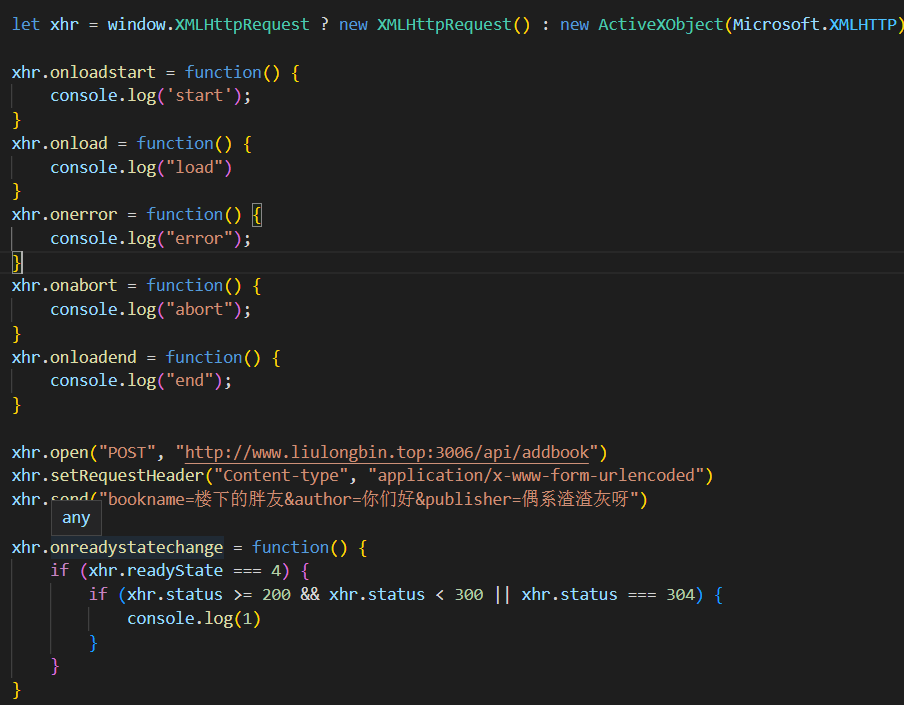 let xhr = window.XMLHttpRequest ? new XMLHttpRequest() : new ActiveXObject(Microsoft.XMLHTTP)
xhr.onloadstart = function() {
console.log('start');
}
xhr.onload = function() {
console.log("load")
}
xhr.onerror = function() {
console.log("error");
}
xhr.onabort = function() {
console.log("abort");
}
xhr.onloadend = function() {
console.log("end");
}
xhr.open("POST", "http://www.liulongbin.top:3006/api/addbook")
xhr.setRequestHeader("Content-type", "application/x-www-form-urlencoded")
xhr.send("bookname=楼下的胖友&author=你们好&publisher=偶系渣渣灰呀")
any
xhr.onreadystatechange = function() {
if (xhr.readyState === 4) {
if (xhr.status >= 200 && xhr.status < 300 || xhr.status === 304) {
console.log(1)
}
}
}